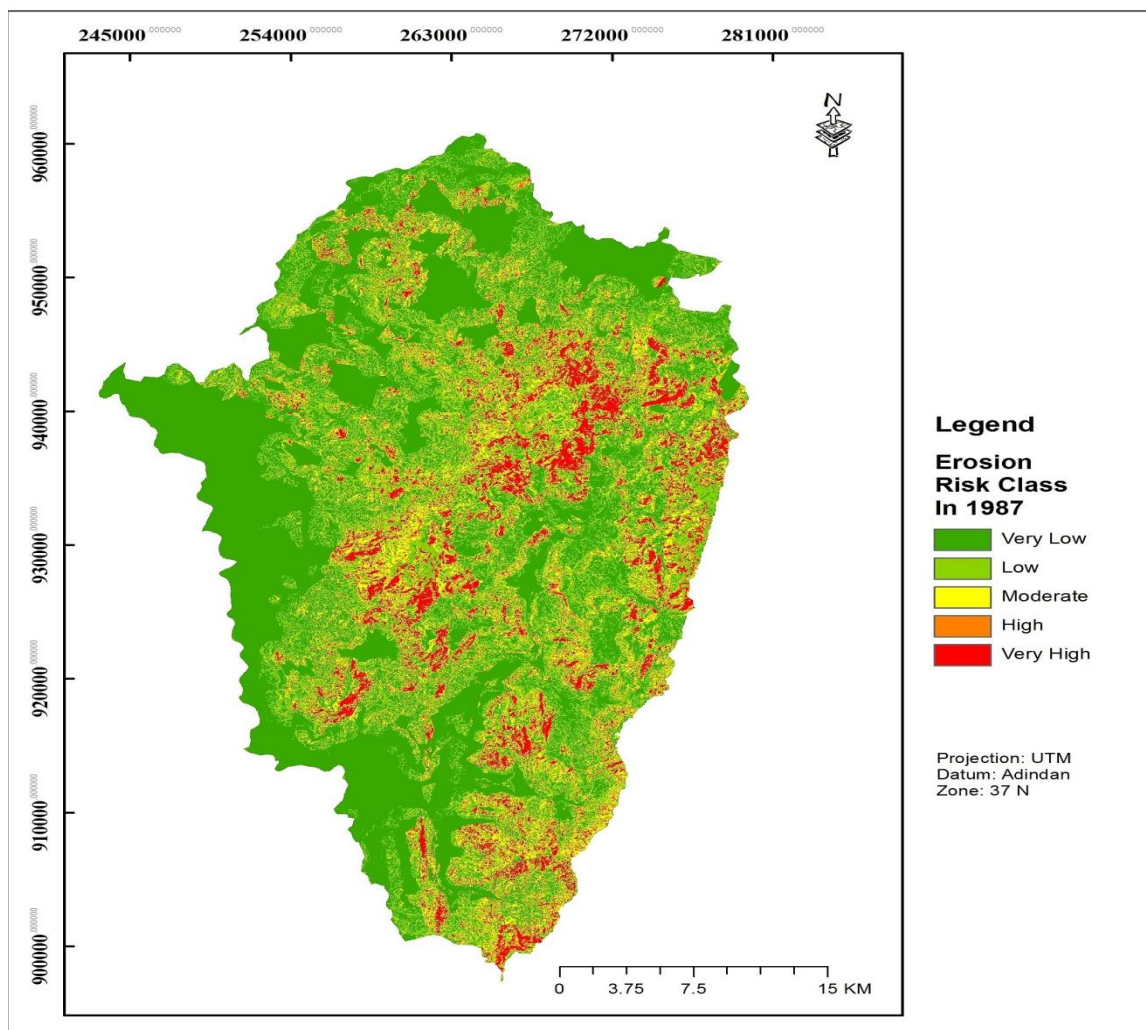 245000.000000 254000.000000 263000.000000 272000.000000 281000.000000
N
960000.000000
950000.000000
940000.000000
930000.000000
920000.000000
910000.000000
900000.000000
Legend
Erosion
Risk Class
In 1987
Very Low
Low
Moderate
High
Very High
Projection: UTM
Datum: Adindan
Zone: 37 N
0 3.75 7.5 15 KM